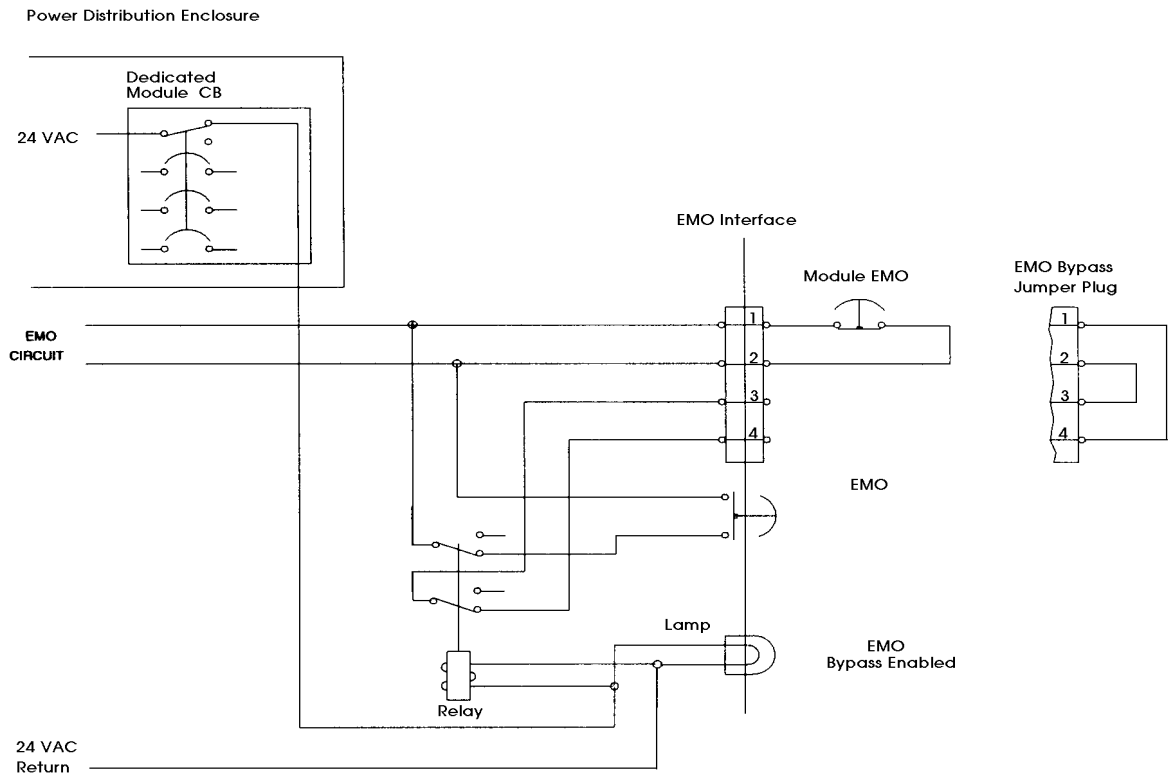 Power Distribution Enclosure
Dedicated
Module CB
24 VAC
EMO Interface
Module EMO
EMO Bypass
Jumper Plug
EMO
CIRCUIT
1
2
3
4
1
2
3
4
EMO
Lamp
EMO
Bypass Enabled
Relay
24 VAC
Return